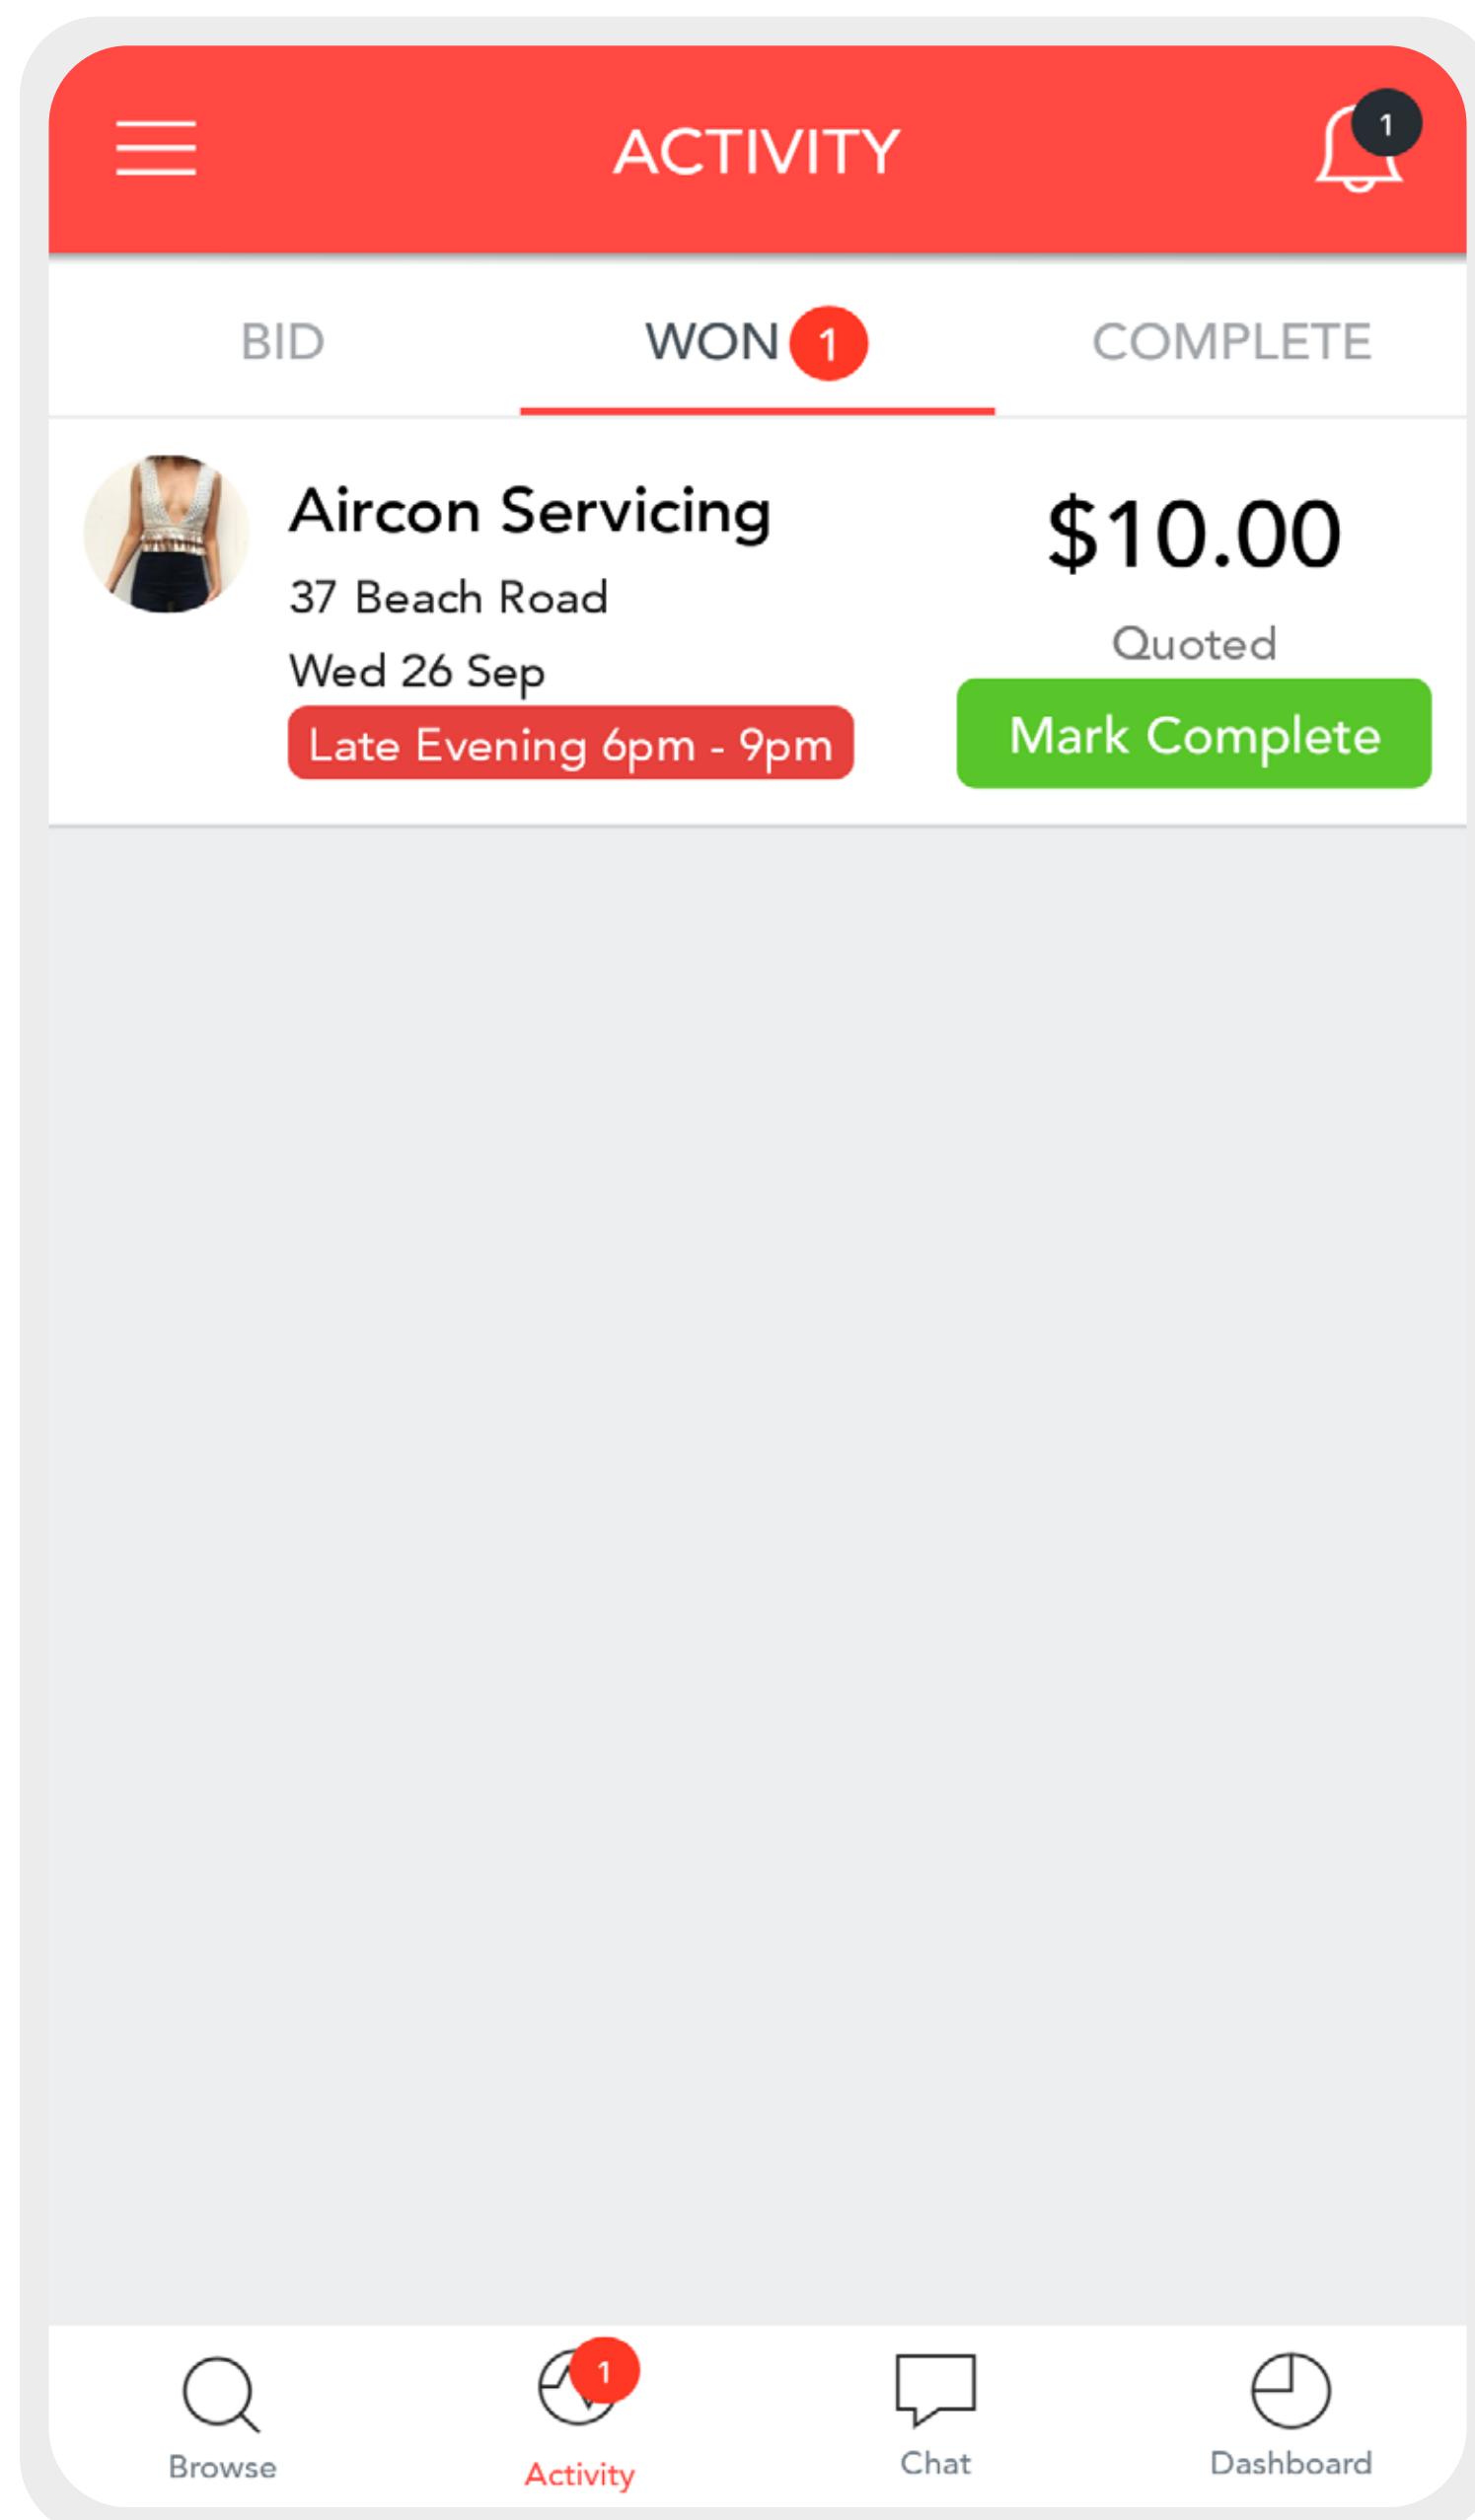 ACTIVITY
1
BID
WON 1
COMPLETE
Aircon Servicing
37 Beach Road
Wed 26 Sep
Late Evening 6pm - 9pm
$10.00
Quoted
Mark Complete
Browse
1
Activity
Chat
Dashboard